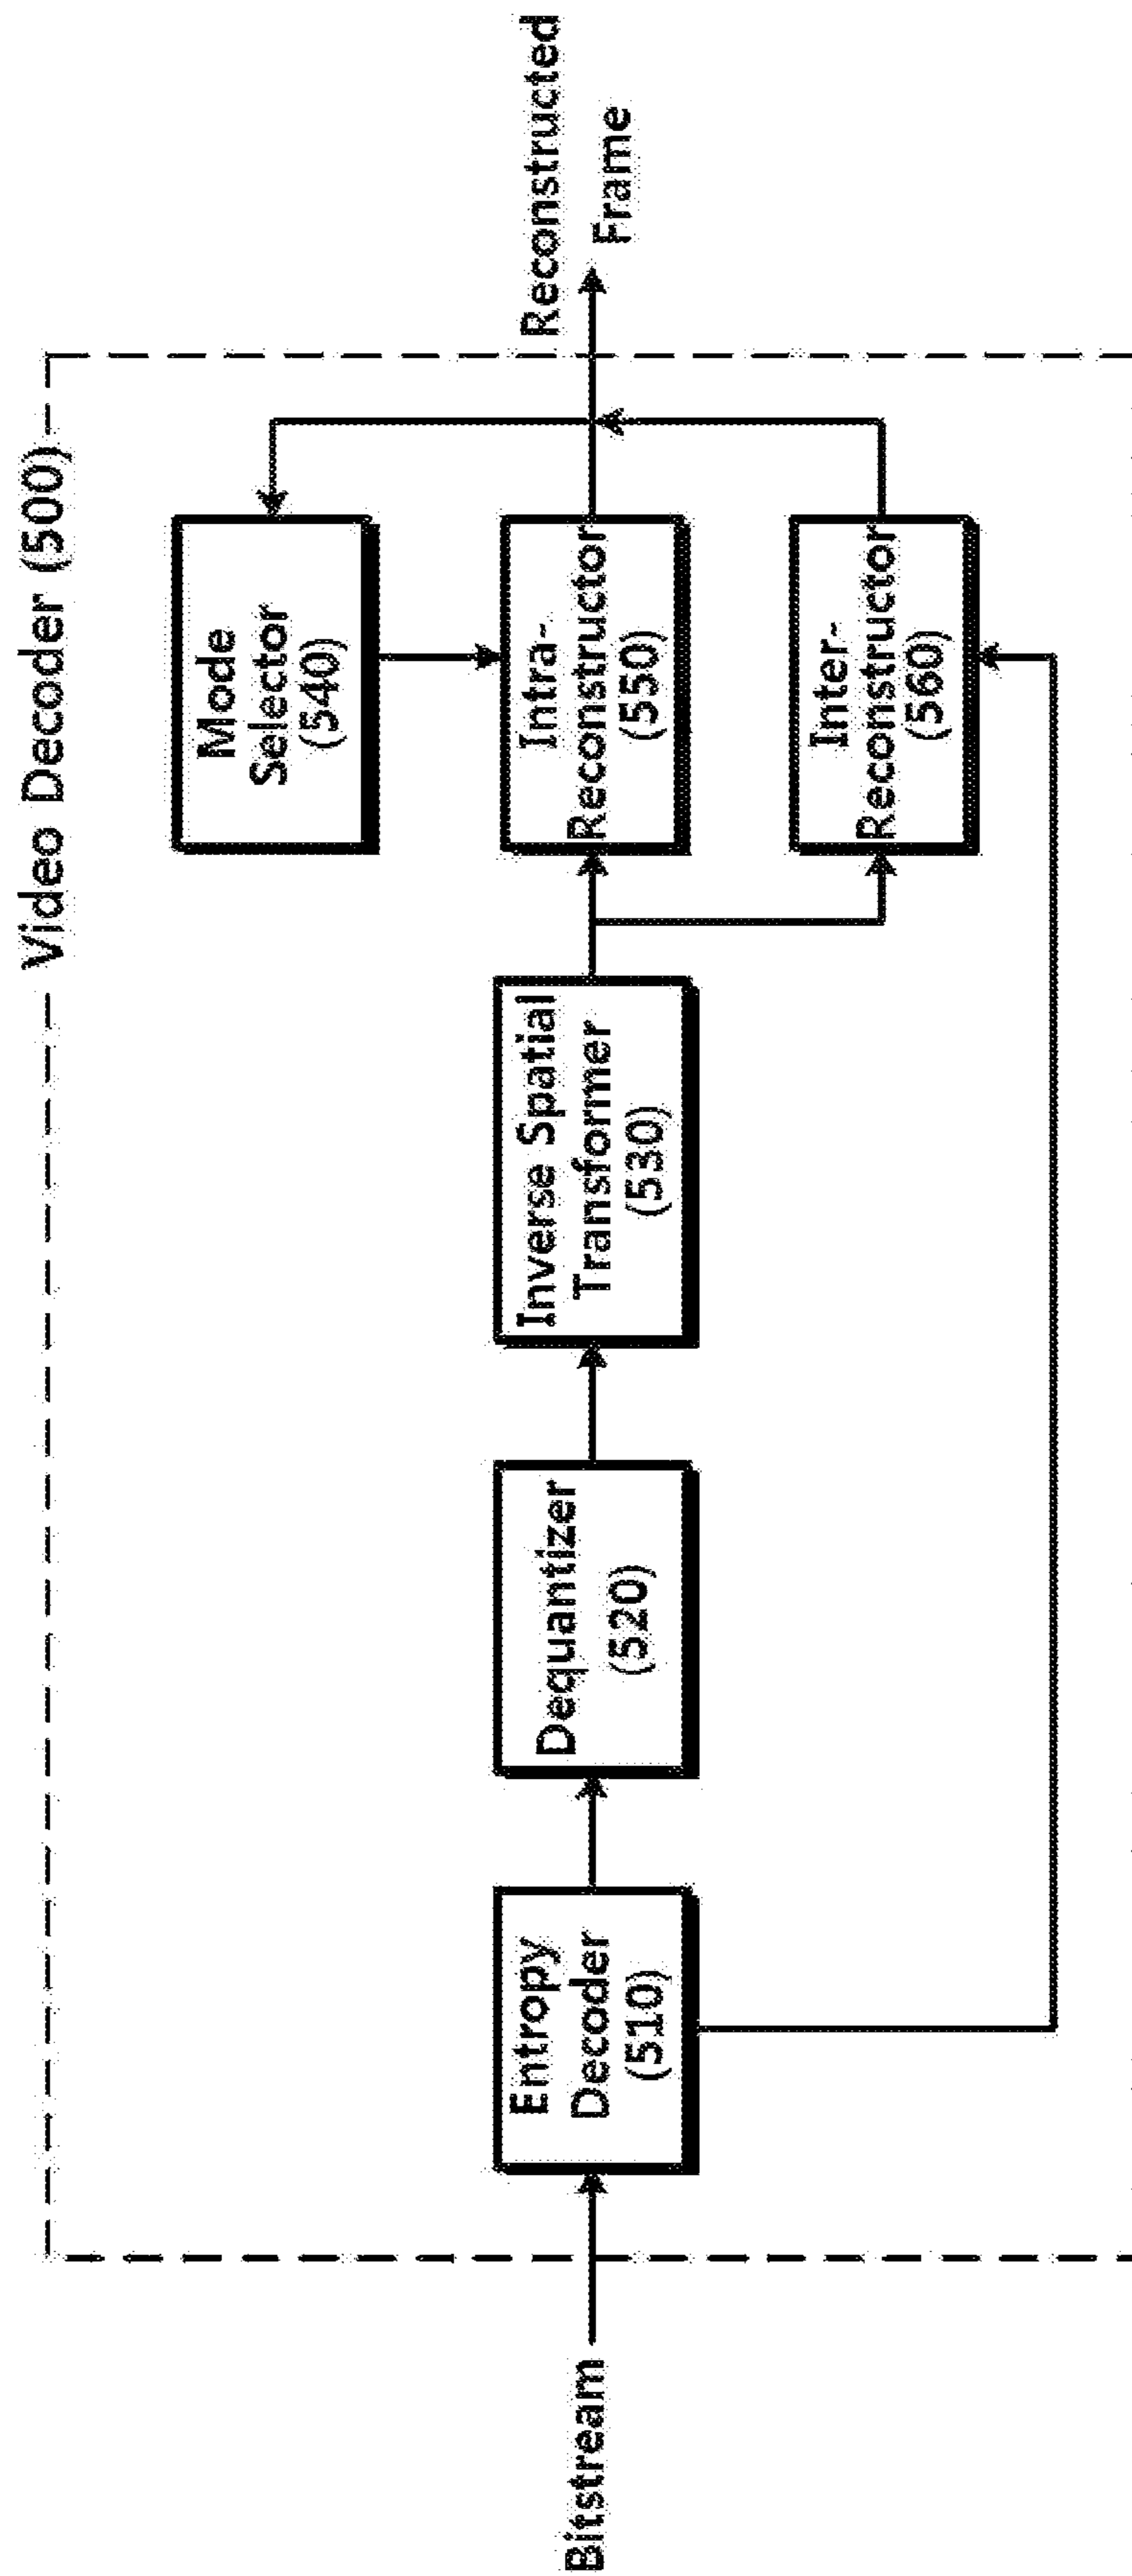 Video Decoder (500)
Bitstream
Entropy
Decoder
(510)
Dequantizer
(520)
Inverse Spatial
Transformer
(530)
Mode
Selector
(540)
Intra-
Reconstructor
(550)
Inter-
Reconstructor
(560)
Reconstructed
Frame